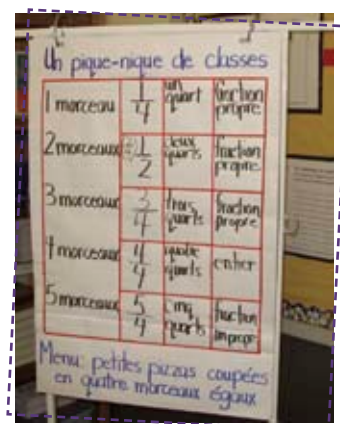 Un pique-nique de classes
1 morceau 1/4 un quart fraction propre
2 morceaux 1/2 deux quarts fraction propre
3 morceaux 3/4 trois quarts fraction propre
4 morceaux 4/4 quatre quarts entier
5 morceaux 5/4 cinq quarts fraction impropre
Menu: petites pizzas coupées
en quatre morceaux égaux